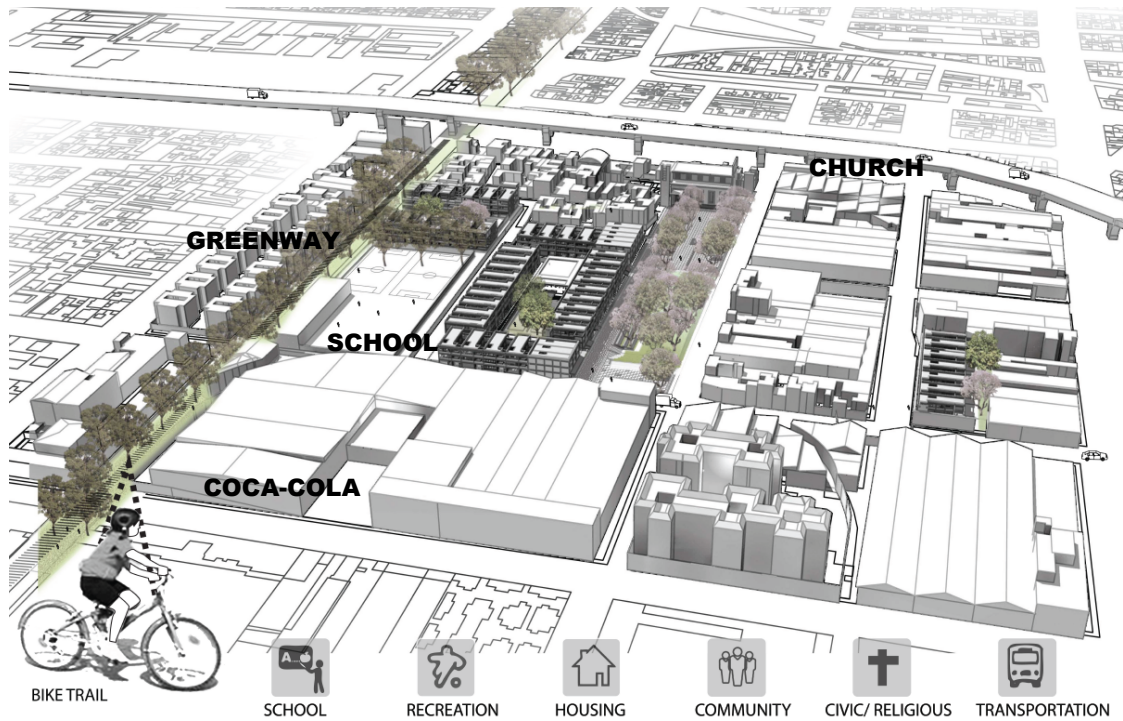 CHURCH
GREENWAY
SCHOOL
COCA-COLA
BIKE TRAIL
A
SCHOOL
RECREATION
HOUSING
COMMUNITY
CIVIC/ RELIGIOUS
TRANSPORTATION